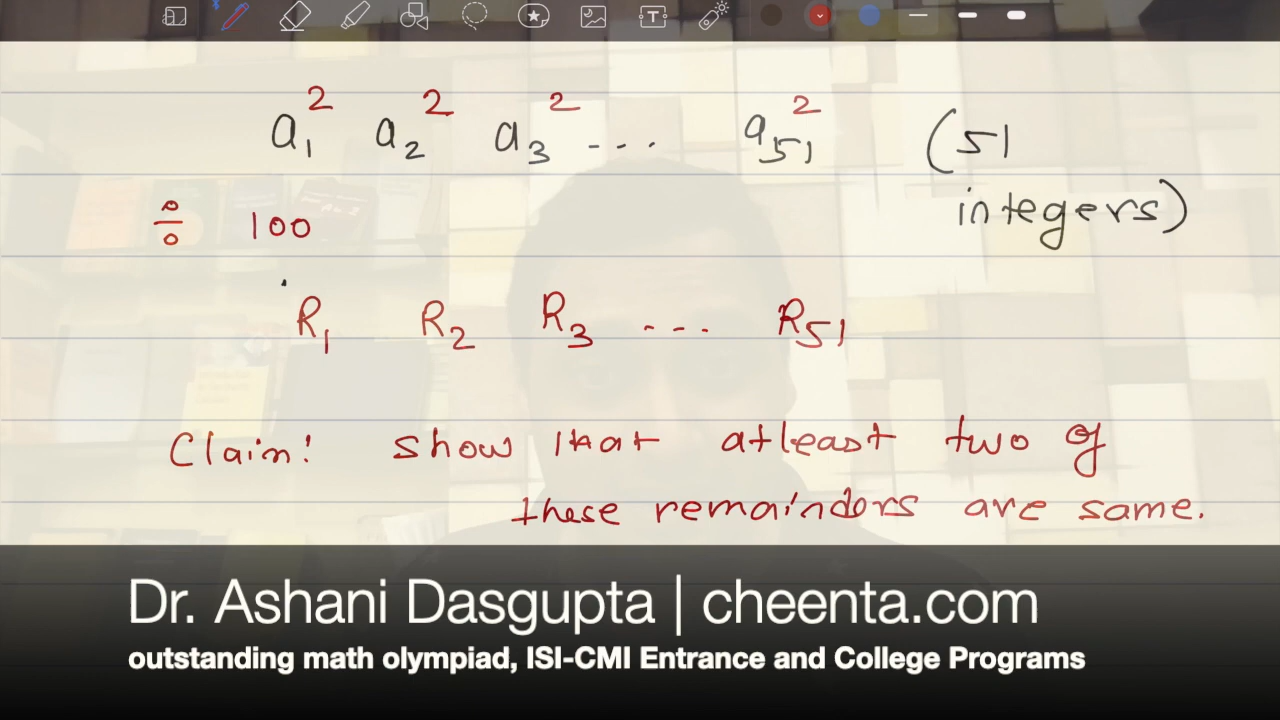 a₁² a₂² a₃² ... a₅₁² (51
integers)
÷ 100
R₁ R₂ R₃ ... R₅₁
Claim: show that atleast two of
these remainders are same.
Dr. Ashani Dasgupta | cheenta.com
outstanding math olympiad, ISI-CMI Entrance and College Programs